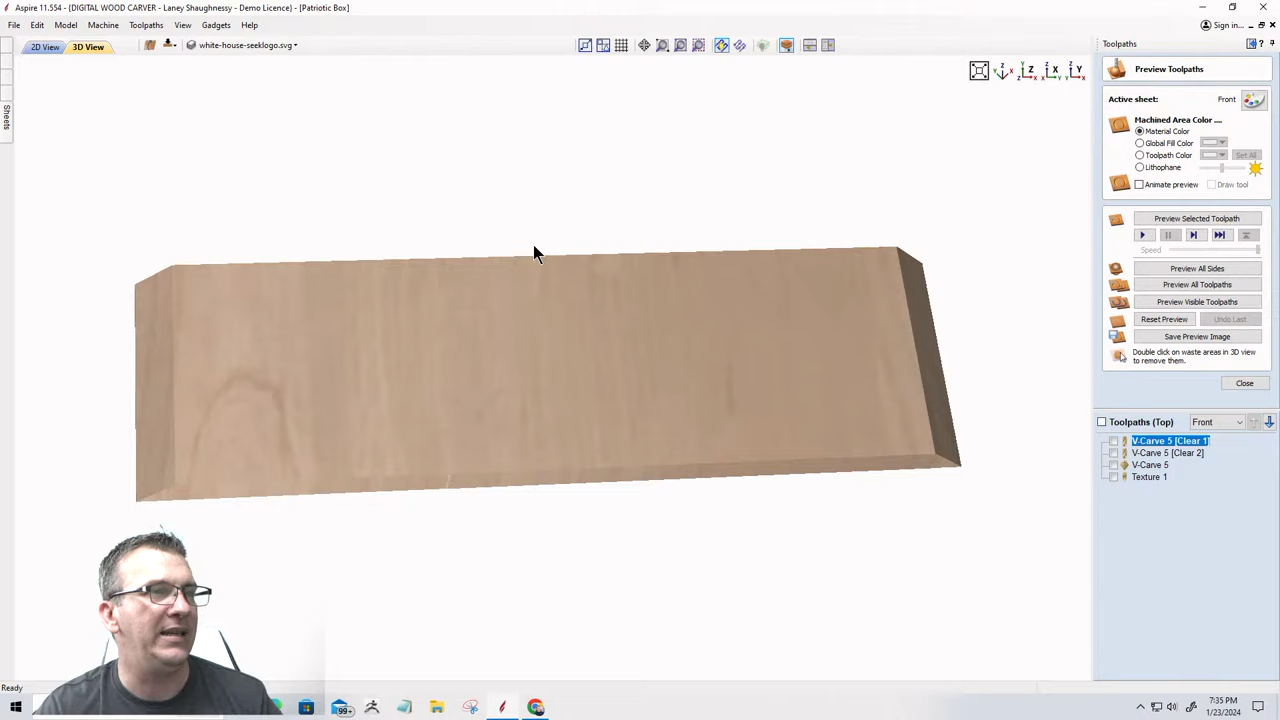 Aspire 11.554 - (DIGITAL WOOD CARVER - Laney Shaughnessy - Demo Licence) - [Patriotic Box]
File Edit Model Machine Toolpaths View Gadgets Help
Sign in...
2D View 3D View white-house-seeklogo.svg
Toolpaths
Preview Toolpaths
Active sheet: Front
Machined Area Color ....
Material Color
Global Fill Color
Toolpath Color Set All
Lithophane
Animate preview Draw tool
Preview Selected Toolpath
Speed
Preview All Sides
Preview All Toolpaths
Preview Visible Toolpaths
Reset Preview Undo Last
Save Preview Image
Double click on waste areas in 3D view
to remove them.
Close
Toolpaths (Top) Front
V-Carve 5 [Clear 1]
V-Carve 5 [Clear 2]
V-Carve 5
Texture 1
Sheets
Z X Y
Ready
99+
7:35 PM
1/23/2024